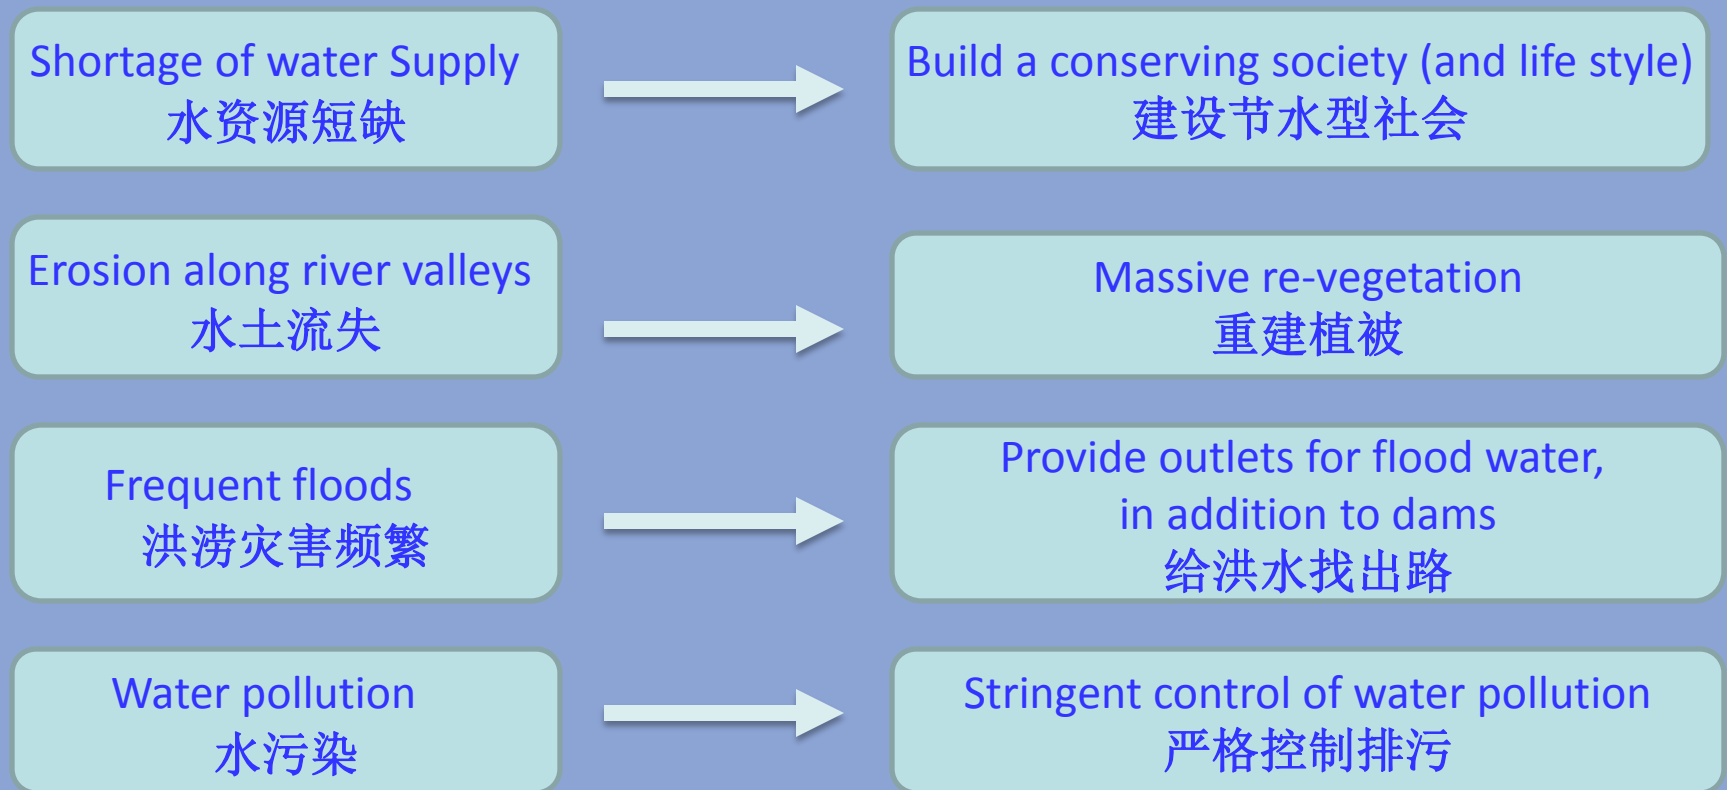 Shortage of water Supply
水资源短缺
Build a conserving society (and life style)
建设节水型社会
Erosion along river valleys
水土流失
Massive re-vegetation
重建植被
Frequent floods
洪涝灾害频繁
Provide outlets for flood water,
in addition to dams
给洪水找出路
Water pollution
水污染
Stringent control of water pollution
严格控制排污